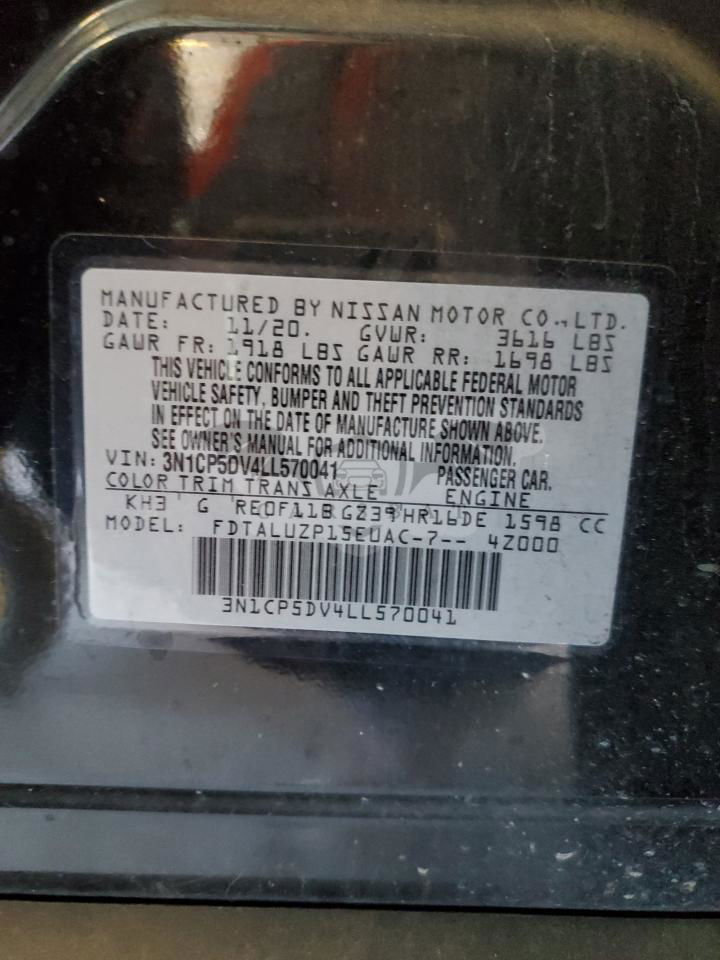 MANUFACTURED BY NISSAN MOTOR CO.,LTD.
DATE: 11/20. GVWR: 3616 LBS
GAWR FR: 1918 LBS GAWR RR: 1698 LBS
THIS VEHICLE CONFORMS TO ALL APPLICABLE FEDERAL MOTOR
VEHICLE SAFETY, BUMPER AND THEFT PREVENTION STANDARDS
IN EFFECT ON THE DATE OF MANUFACTURE SHOWN ABOVE.
SEE OWNER'S MANUAL FOR ADDITIONAL INFORMATION.
VIN: 3N1CP5DV4LL570041 PASSENGER CAR.
COLOR TRIM TRANS AXLE ENGINE
KH3 G RE0F11B GZ39 HR16DE 1598 CC
MODEL: FDTALUZP15EUAC-7-- 4Z000
3N1CP5DV4LL570041